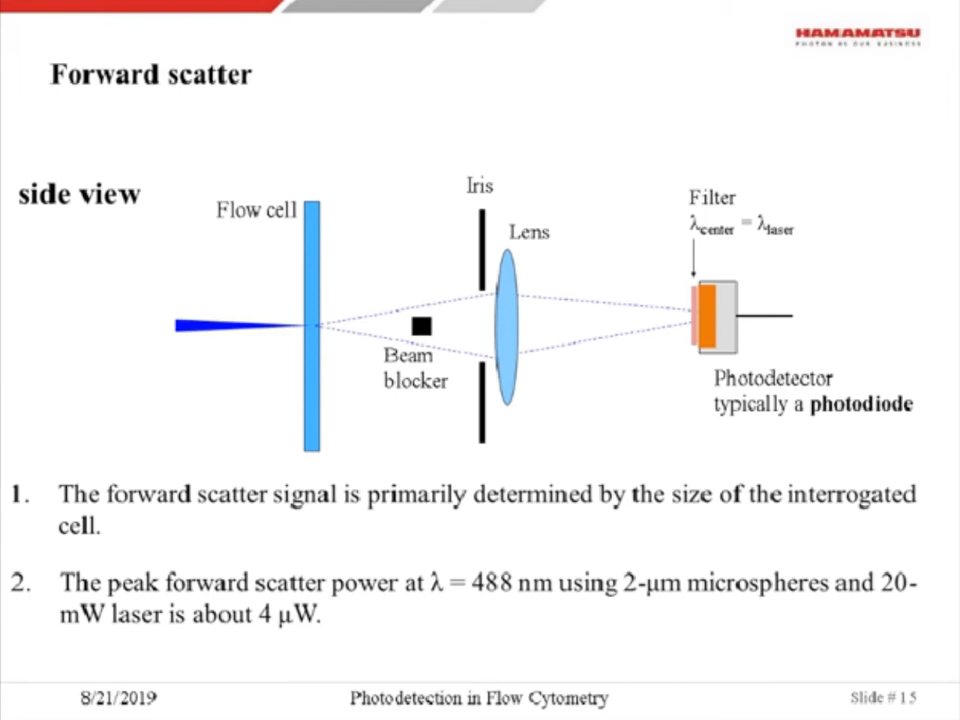 HAMAMATSU
PHOTON IS OUR BUSINESS
Forward scatter
side view
Flow cell
Iris
Lens
Filter
λcenter = λlaser
Beam
blocker
Photodetector
typically a photodiode
1. The forward scatter signal is primarily determined by the size of the interrogated
cell.
2. The peak forward scatter power at λ = 488 nm using 2-μm microspheres and 20-
mW laser is about 4 μW.
8/21/2019
Photodetection in Flow Cytometry
Slide # 15